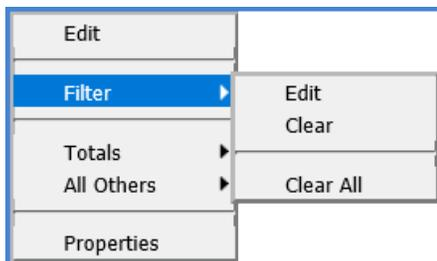 Edit
Filter
Edit
Clear
Totals
All Others
Clear All
Properties